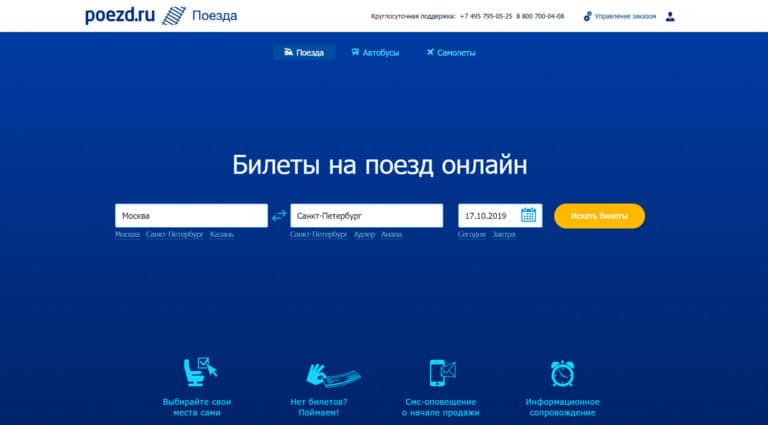 poezd.ru Поезда
Круглосуточная поддержка: +7 495 795-05-25 8 800 700-04-08 Управление заказом
Поезда Автобусы Самолеты
Билеты на поезд онлайн
Москва Санкт-Петербург 17.10.2019 Искать билеты
Москва Санкт-Петербург Казань Санкт-Петербург Адлер Анапа Сегодня Завтра
Выбирайте свои места сами
Нет билетов? Поймаем!
Смс-оповещение о начале продажи
Информационное сопровождение